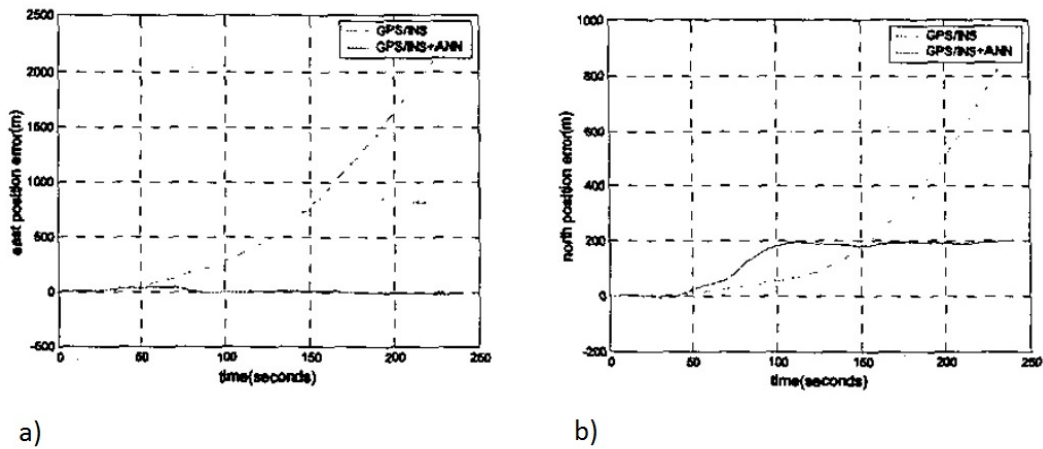 2500
2000
1500
1000
500
0
-500
east position error(m)
GPS/INS
GPS/INS+ANN
0 50 100 150 200 250
time(seconds)
a)
1000
800
600
400
200
0
-200
north position error(m)
GPS/INS
GPS/INS+ANN
0 50 100 150 200 250
time(seconds)
b)